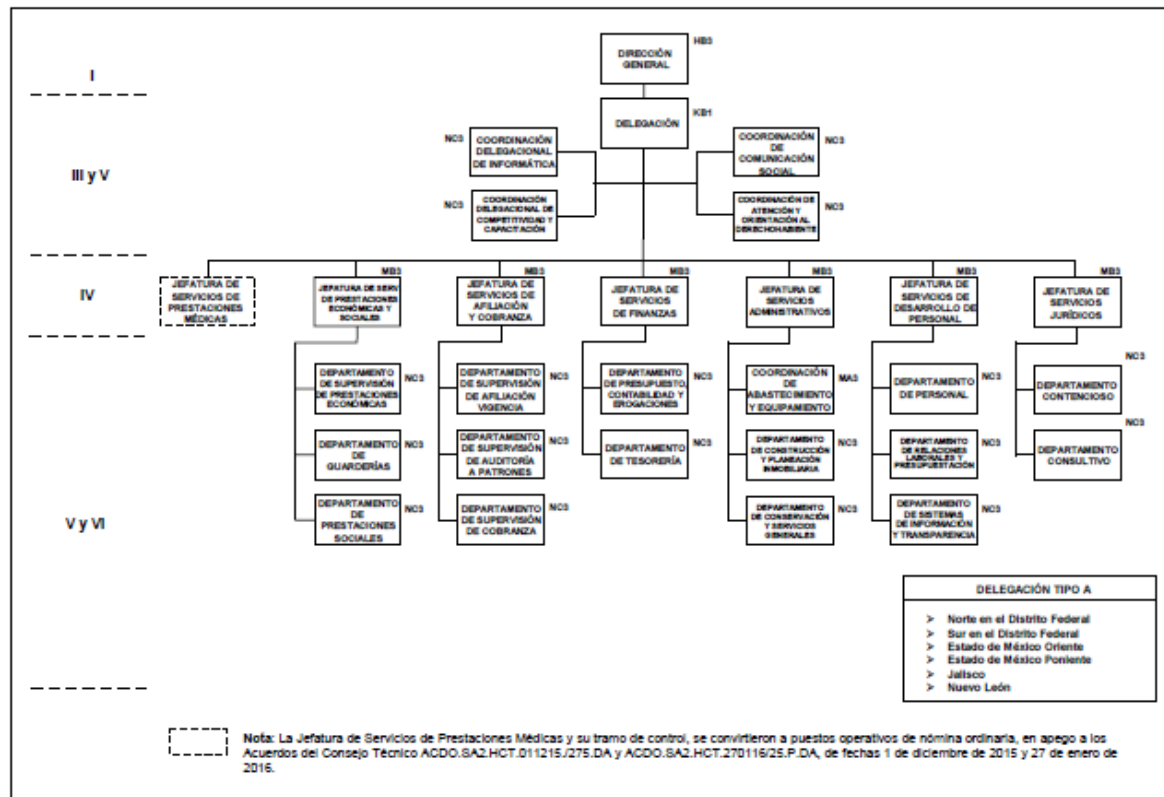 HB3
DIRECCIÓN
GENERAL
I
KB1
DELEGACIÓN
NC3
COORDINACIÓN
DELEGACIONAL
DE INFORMÁTICA
COORDINACIÓN
DE
COMUNICACIÓN
SOCIAL
NC3
III y V
NC3
COORDINACIÓN
DELEGACIONAL DE
COMPETITIVIDAD Y
CAPACITACIÓN
COORDINACIÓN DE
ATENCIÓN Y
ORIENTACIÓN AL
DERECHOHABIENTE
NC3
IV
JEFATURA DE
SERVICIOS DE
PRESTACIONES
MÉDICAS
MB3
JEFATURA DE SERV
DE PRESTACIONES
ECONÓMICAS Y
SOCIALES
MB3
JEFATURA DE
SERVICIOS DE
AFILIACIÓN
Y COBRANZA
MB3
JEFATURA DE
SERVICIOS
DE FINANZAS
MB3
JEFATURA DE
SERVICIOS
ADMINISTRATIVOS
MB3
JEFATURA DE
SERVICIOS DE
DESARROLLO DE
PERSONAL
MB3
JEFATURA DE
SERVICIOS
JURÍDICOS
V y VI
DEPARTAMENTO
DE SUPERVISIÓN
DE PRESTACIONES
ECONÓMICAS
NC3
DEPARTAMENTO
DE
GUARDERÍAS
NC3
DEPARTAMENTO
DE
PRESTACIONES
SOCIALES
NC3
DEPARTAMENTO
DE SUPERVISIÓN
DE AFILIACIÓN
VIGENCIA
NC3
DEPARTAMENTO
DE SUPERVISIÓN
DE AUDITORÍA
A PATRONES
NC3
DEPARTAMENTO
DE SUPERVISIÓN
DE COBRANZA
NC3
DEPARTAMENTO
DE PRESUPUESTO,
CONTABILIDAD Y
EROGACIONES
NC3
DEPARTAMENTO
DE TESORERÍA
NC3
COORDINACIÓN
DE
ABASTECIMIENTO
Y EQUIPAMIENTO
MA3
DEPARTAMENTO
DE CONSTRUCCIÓN
Y PLANEACIÓN
INMOBILIARIA
NC3
DEPARTAMENTO
DE CONSERVACIÓN
Y SERVICIOS
GENERALES
NC3
DEPARTAMENTO
DE PERSONAL
NC3
DEPARTAMENTO
DE RELACIONES
LABORALES Y
PRESUPUESTACIÓN
NC3
DEPARTAMENTO
DE SISTEMAS
DE INFORMACIÓN
Y TRANSPARENCIA
NC3
NC3
DEPARTAMENTO
CONTENCIOSO
NC3
DEPARTAMENTO
CONSULTIVO
DELEGACIÓN TIPO A
➢ Norte en el Distrito Federal
➢ Sur en el Distrito Federal
➢ Estado de México Oriente
➢ Estado de México Poniente
➢ Jalisco
➢ Nuevo León
Nota: La Jefatura de Servicios de Prestaciones Médicas y su tramo de control, se convirtieron a puestos operativos de nómina ordinaria, en apego a los
Acuerdos del Consejo Técnico ACDO.SA2.HCT.011215./275.DA y ACDO.SA2.HCT.270116/25.P.DA, de fechas 1 de diciembre de 2015 y 27 de enero de
2016.